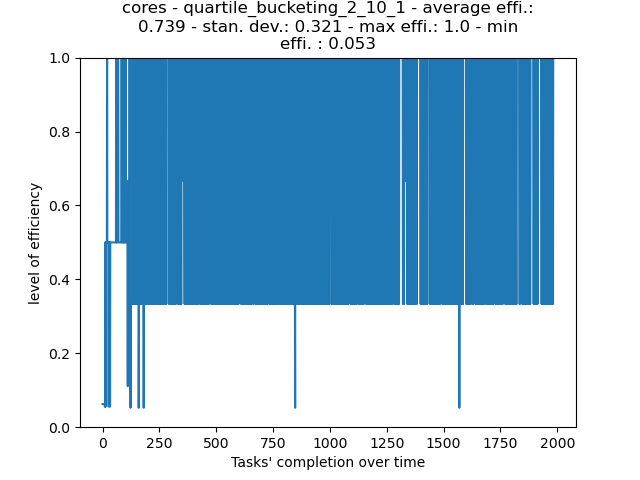 cores - quartile_bucketing_2_10_1 - average effi.:
0.739 - stan. dev.: 0.321 - max effi.: 1.0 - min
effi. : 0.053
1.0
0.8
0.6
0.4
0.2
0.0
level of efficiency
0 250 500 750 1000 1250 1500 1750 2000
Tasks' completion over time